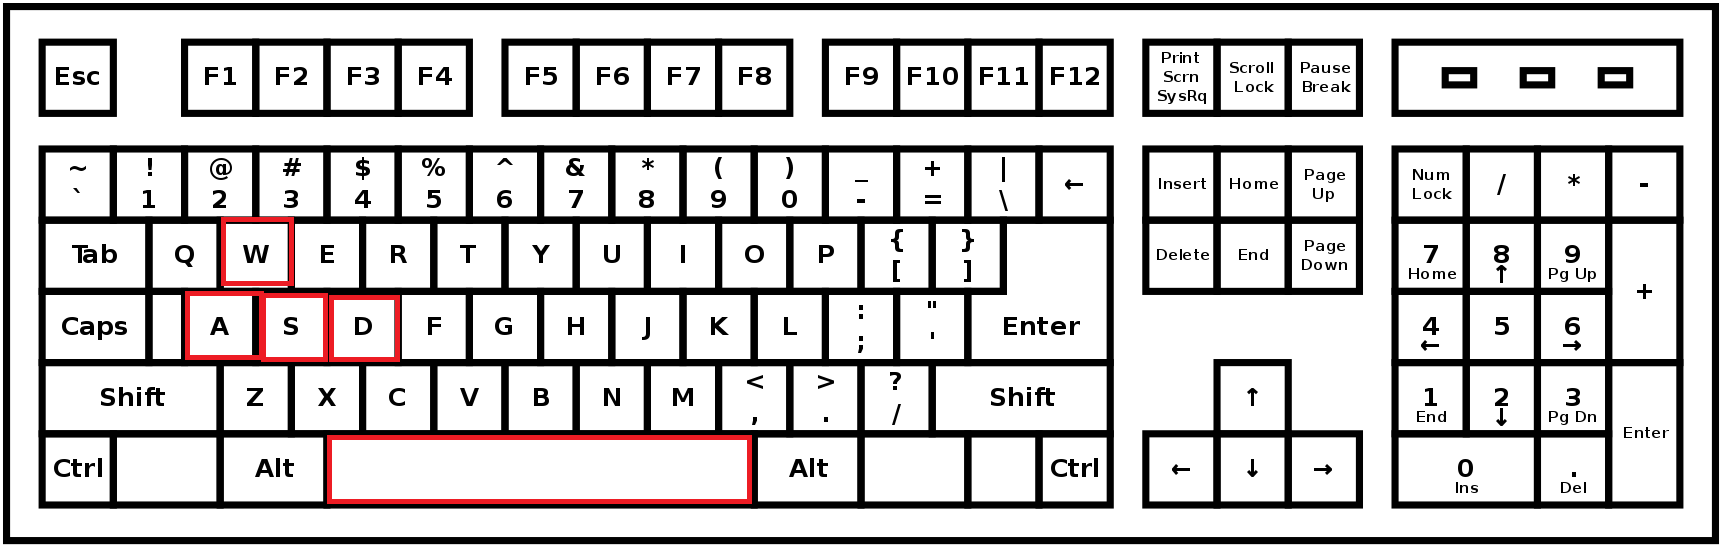 Esc F1 F2 F3 F4 F5 F6 F7 F8 F9 F10 F11 F12 Print Scrn SysRq Scroll Lock Pause Break
~ ` ! 1 @ 2 # 3 $ 4 % 5 ^ 6 & 7 * 8 ( 9 ) 0 _ - + = | \ ← Insert Home Page Up Num Lock / * -
Tab Q W E R T Y U I O P { [ } ] Delete End Page Down 7 Home 8 ↑ 9 Pg Up +
Caps A S D F G H J K L : ; " ' Enter 4 ← 5 6 →
Shift Z X C V B N M < , > . ? / Shift ↑ 1 End 2 ↓ 3 Pg Dn Enter
Ctrl Alt Alt Ctrl ← ↓ → 0 Ins . Del